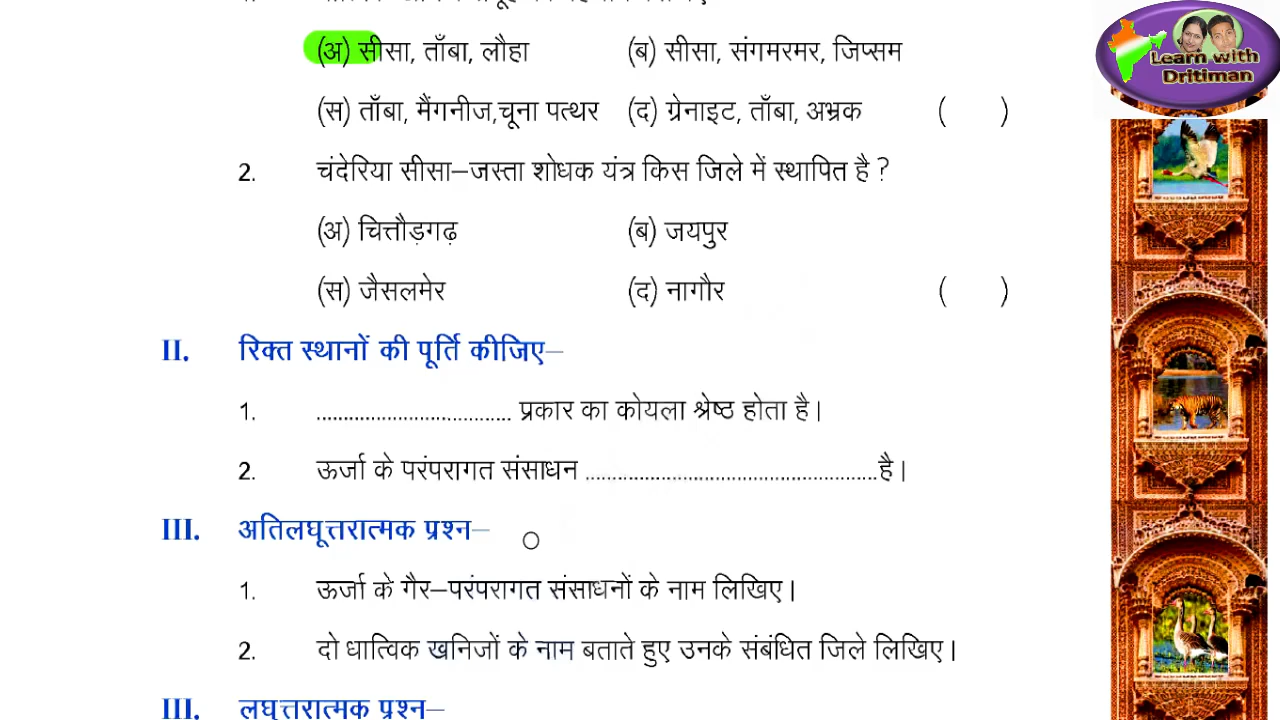 (अ) सीसा, ताँबा, लौहा (ब) सीसा, संगमरमर, जिप्सम
(स) ताँबा, मैंगनीज,चूना पत्थर (द) ग्रेनाइट, ताँबा, अभ्रक ( )
2. चंदेरिया सीसा–जस्ता शोधक यंत्र किस जिले में स्थापित है ?
(अ) चित्तौड़गढ़ (ब) जयपुर
(स) जैसलमेर (द) नागौर ( )
II. रिक्त स्थानों की पूर्ति कीजिए–
1. ..................................... प्रकार का कोयला श्रेष्ठ होता है।
2. ऊर्जा के परंपरागत संसाधन .......................................................है।
III. अतिलघूत्तरात्मक प्रश्न–
1. ऊर्जा के गैर–परंपरागत संसाधनों के नाम लिखिए।
2. दो धात्विक खनिजों के नाम बताते हुए उनके संबंधित जिले लिखिए।
III. लघूत्तरात्मक प्रश्न–
Learn with
Dritiman